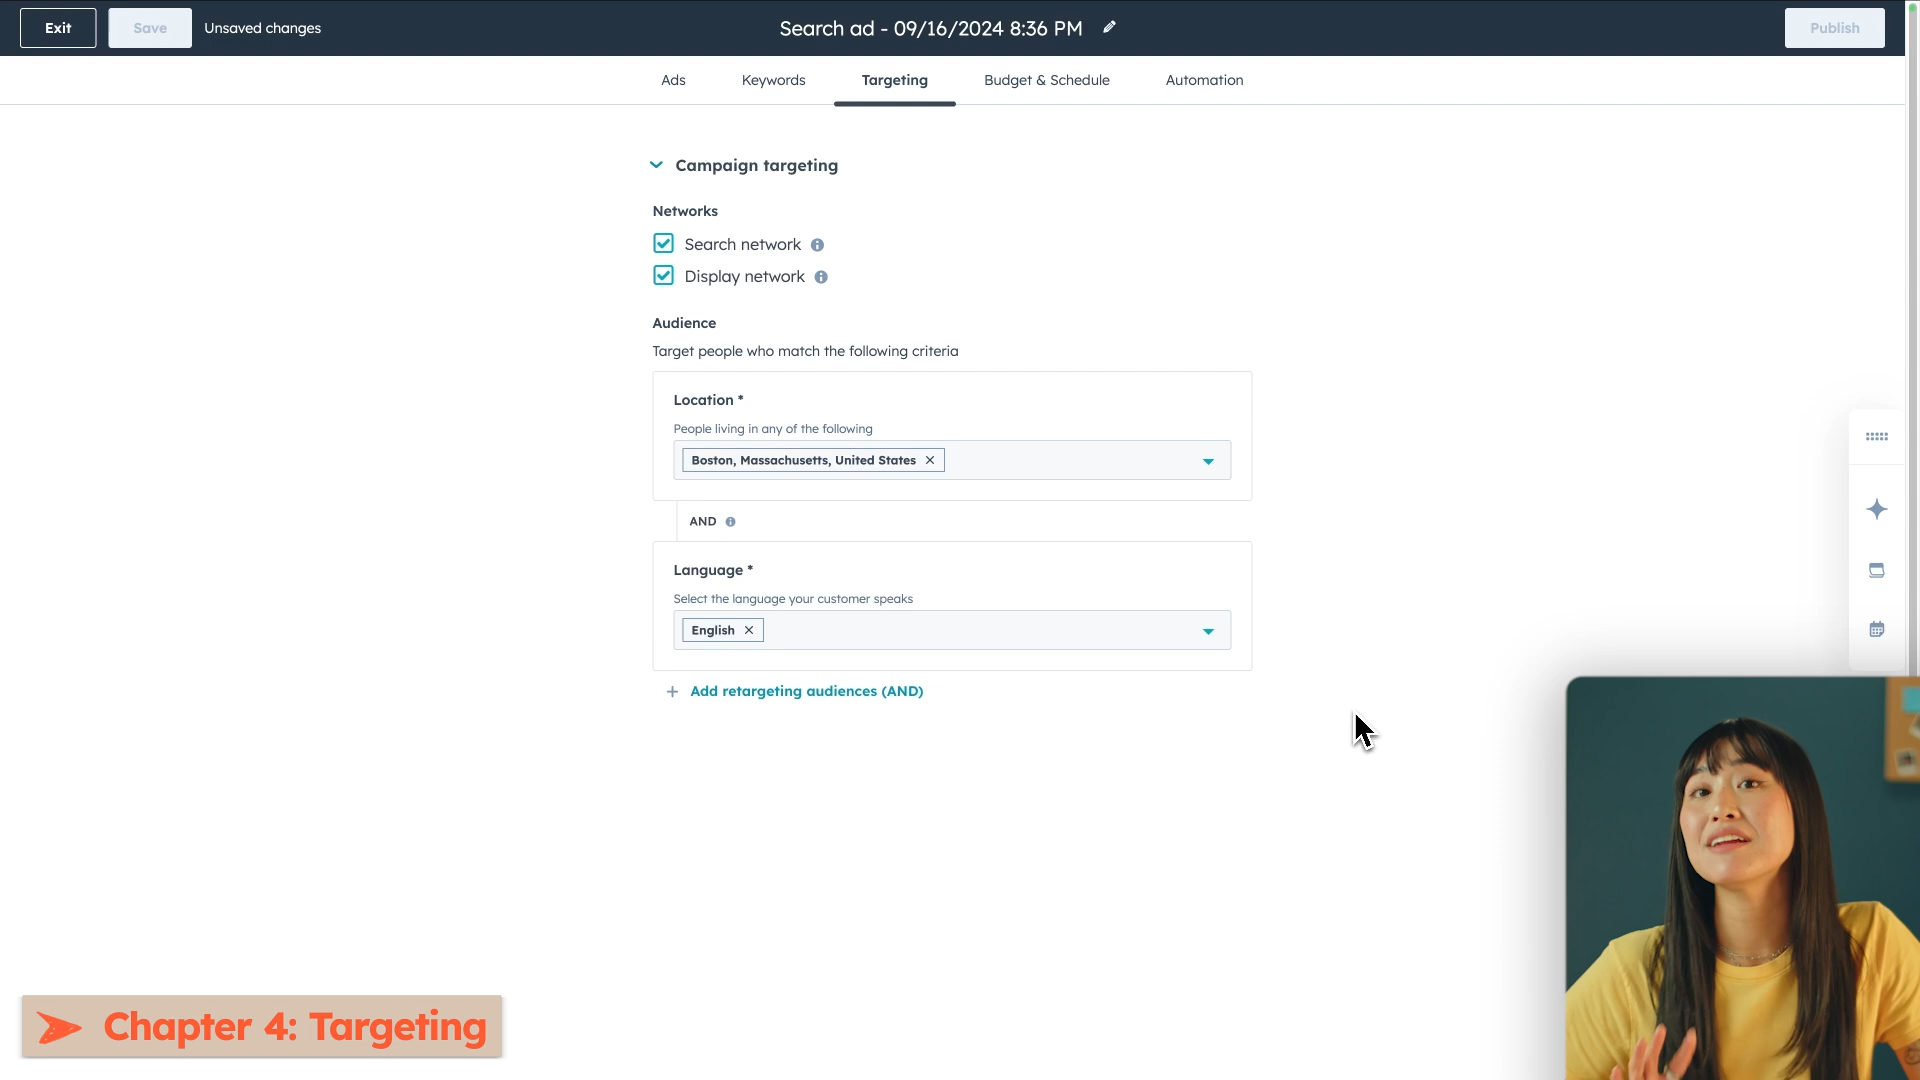 Exit
Save
Unsaved changes
Search ad - 09/16/2024 8:36 PM
Publish
Ads
Keywords
Targeting
Budget & Schedule
Automation
Campaign targeting
Networks
Search network
Display network
Audience
Target people who match the following criteria
Location *
People living in any of the following
Boston, Massachusetts, United States
AND
Language *
Select the language your customer speaks
English
Add retargeting audiences (AND)
Chapter 4: Targeting